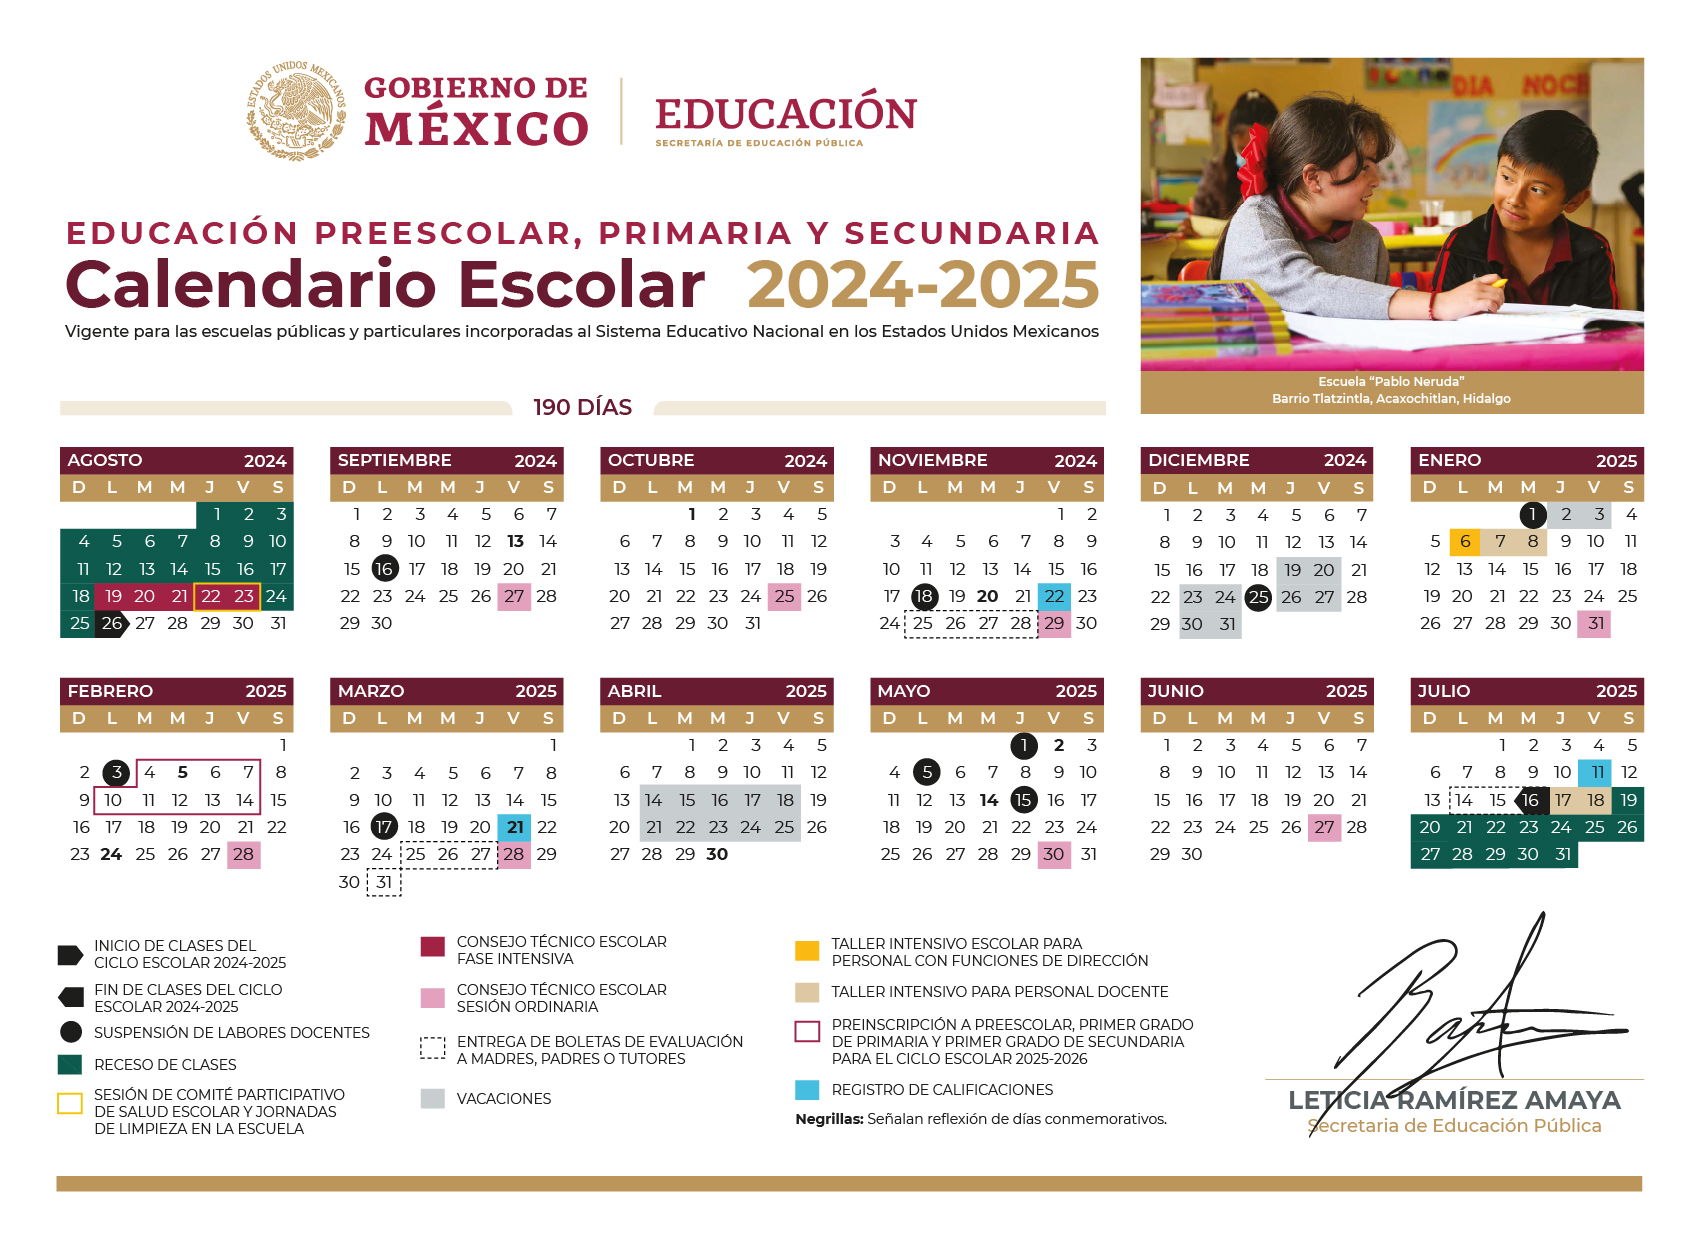 ESTADOS UNIDOS MEXICANOS
GOBIERNO DE
MÉXICO
EDUCACIÓN
SECRETARÍA DE EDUCACIÓN PÚBLICA
DIA NOCH
EDUCACIÓN PREESCOLAR, PRIMARIA Y SECUNDARIA
Calendario Escolar 2024-2025
Vigente para las escuelas públicas y particulares incorporadas al Sistema Educativo Nacional en los Estados Unidos Mexicanos
Escuela “Pablo Neruda”
Barrio Tlatzintla, Acaxochitlan, Hidalgo
190 DÍAS
AGOSTO 2024
D L M M J V S
1 2 3
4 5 6 7 8 9 10
11 12 13 14 15 16 17
18 19 20 21 22 23 24
25 26 27 28 29 30 31
SEPTIEMBRE 2024
D L M M J V S
1 2 3 4 5 6 7
8 9 10 11 12 13 14
15 16 17 18 19 20 21
22 23 24 25 26 27 28
29 30
OCTUBRE 2024
D L M M J V S
1 2 3 4 5
6 7 8 9 10 11 12
13 14 15 16 17 18 19
20 21 22 23 24 25 26
27 28 29 30 31
NOVIEMBRE 2024
D L M M J V S
1 2
3 4 5 6 7 8 9
10 11 12 13 14 15 16
17 18 19 20 21 22 23
24 25 26 27 28 29 30
DICIEMBRE 2024
D L M M J V S
1 2 3 4 5 6 7
8 9 10 11 12 13 14
15 16 17 18 19 20 21
22 23 24 25 26 27 28
29 30 31
ENERO 2025
D L M M J V S
1 2 3 4
5 6 7 8 9 10 11
12 13 14 15 16 17 18
19 20 21 22 23 24 25
26 27 28 29 30 31
FEBRERO 2025
D L M M J V S
1
2 3 4 5 6 7 8
9 10 11 12 13 14 15
16 17 18 19 20 21 22
23 24 25 26 27 28
MARZO 2025
D L M M J V S
1
2 3 4 5 6 7 8
9 10 11 12 13 14 15
16 17 18 19 20 21 22
23 24 25 26 27 28 29
30 31
ABRIL 2025
D L M M J V S
1 2 3 4 5
6 7 8 9 10 11 12
13 14 15 16 17 18 19
20 21 22 23 24 25 26
27 28 29 30
MAYO 2025
D L M M J V S
1 2 3
4 5 6 7 8 9 10
11 12 13 14 15 16 17
18 19 20 21 22 23 24
25 26 27 28 29 30 31
JUNIO 2025
D L M M J V S
1 2 3 4 5 6 7
8 9 10 11 12 13 14
15 16 17 18 19 20 21
22 23 24 25 26 27 28
29 30
JULIO 2025
D L M M J V S
1 2 3 4 5
6 7 8 9 10 11 12
13 14 15 16 17 18 19
20 21 22 23 24 25 26
27 28 29 30 31
INICIO DE CLASES DEL
CICLO ESCOLAR 2024-2025
FIN DE CLASES DEL CICLO
ESCOLAR 2024-2025
SUSPENSIÓN DE LABORES DOCENTES
RECESO DE CLASES
SESIÓN DE COMITÉ PARTICIPATIVO
DE SALUD ESCOLAR Y JORNADAS
DE LIMPIEZA EN LA ESCUELA
CONSEJO TÉCNICO ESCOLAR
FASE INTENSIVA
CONSEJO TÉCNICO ESCOLAR
SESIÓN ORDINARIA
ENTREGA DE BOLETAS DE EVALUACIÓN
A MADRES, PADRES O TUTORES
VACACIONES
TALLER INTENSIVO ESCOLAR PARA
PERSONAL CON FUNCIONES DE DIRECCIÓN
TALLER INTENSIVO PARA PERSONAL DOCENTE
PREINSCRIPCIÓN A PREESCOLAR, PRIMER GRADO
DE PRIMARIA Y PRIMER GRADO DE SECUNDARIA
PARA EL CICLO ESCOLAR 2025-2026
REGISTRO DE CALIFICACIONES
Negrillas: Señalan reflexión de días conmemorativos.
LETICIA RAMÍREZ AMAYA
Secretaria de Educación Pública